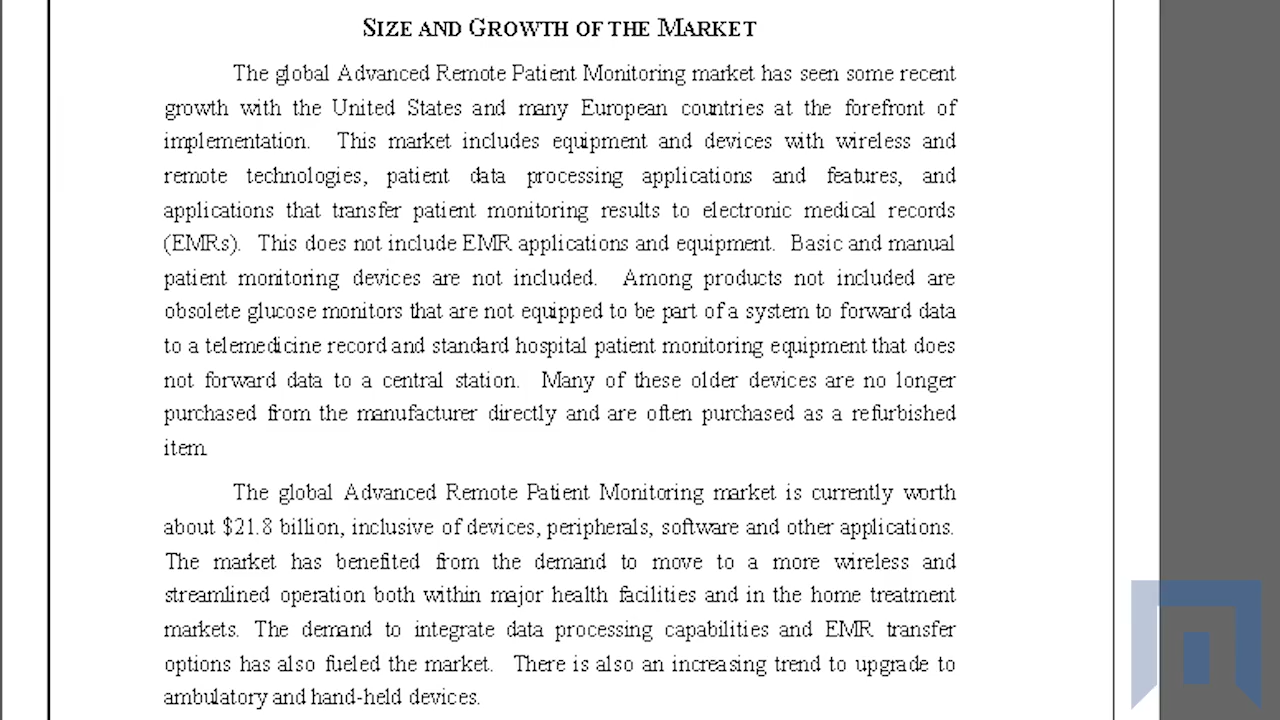 SIZE AND GROWTH OF THE MARKET
The global Advanced Remote Patient Monitoring market has seen some recent
growth with the United States and many European countries at the forefront of
implementation. This market includes equipment and devices with wireless and
remote technologies, patient data processing applications and features, and
applications that transfer patient monitoring results to electronic medical records
(EMRs). This does not include EMR applications and equipment. Basic and manual
patient monitoring devices are not included. Among products not included are
obsolete glucose monitors that are not equipped to be part of a system to forward data
to a telemedicine record and standard hospital patient monitoring equipment that does
not forward data to a central station. Many of these older devices are no longer
purchased from the manufacturer directly and are often purchased as a refurbished
item.
The global Advanced Remote Patient Monitoring market is currently worth
about $21.8 billion, inclusive of devices, peripherals, software and other applications.
The market has benefited from the demand to move to a more wireless and
streamlined operation both within major health facilities and in the home treatment
markets. The demand to integrate data processing capabilities and EMR transfer
options has also fueled the market. There is also an increasing trend to upgrade to
ambulatory and hand-held devices.